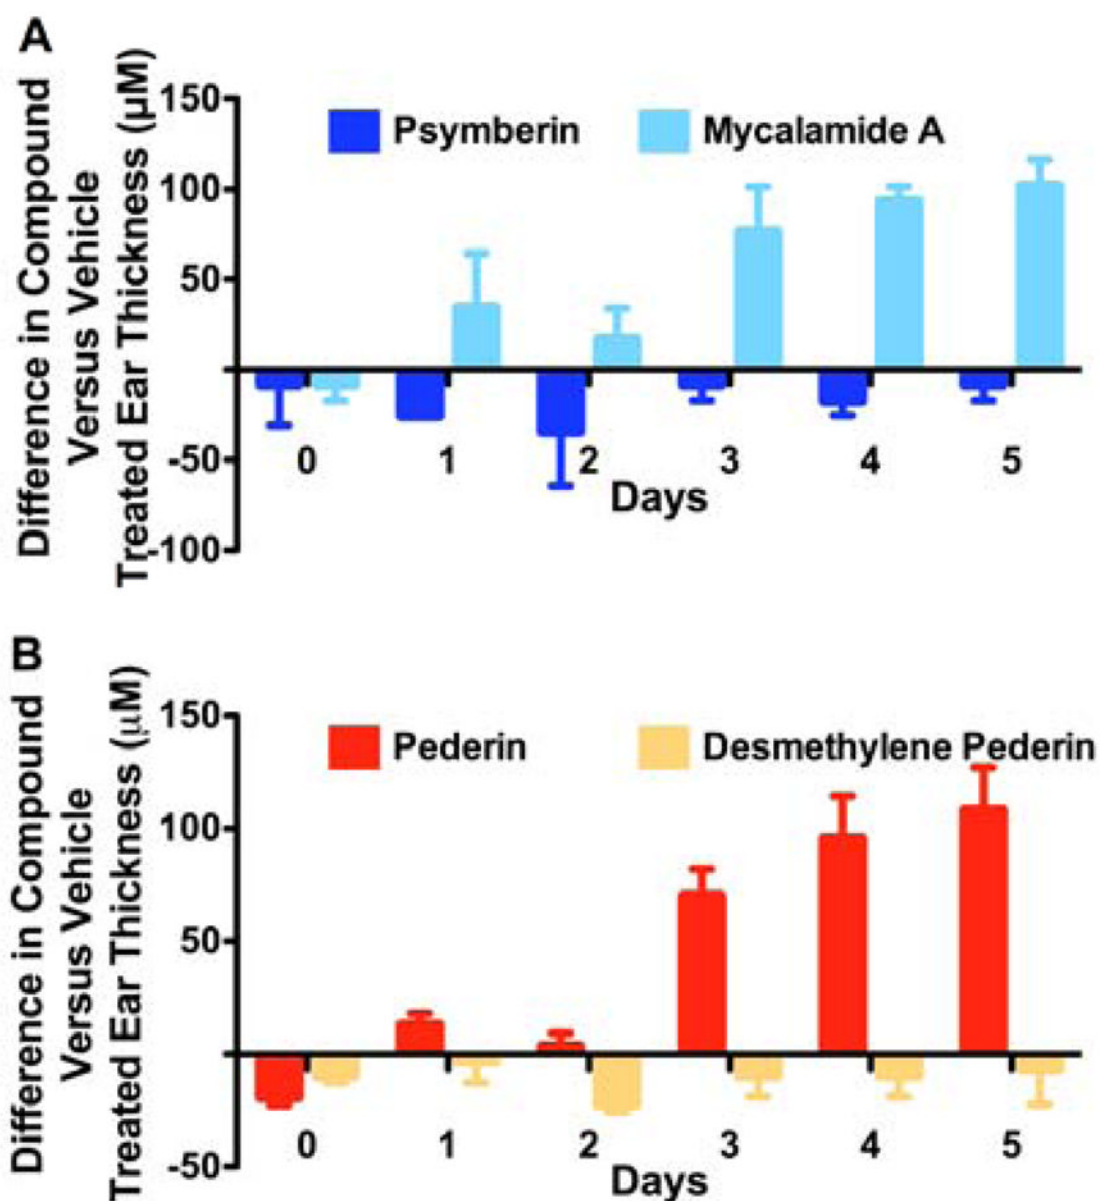 A
Difference in Compound
Versus Vehicle
Treated Ear Thickness (µM)
150
100
50
-50
-100
Psymberin
Mycalamide A
0 1 2 3 4 5
Days
B
Difference in Compound
Versus Vehicle
Treated Ear Thickness (µM)
150
100
50
-50
Pederin
Desmethylene Pederin
0 1 2 3 4 5
Days